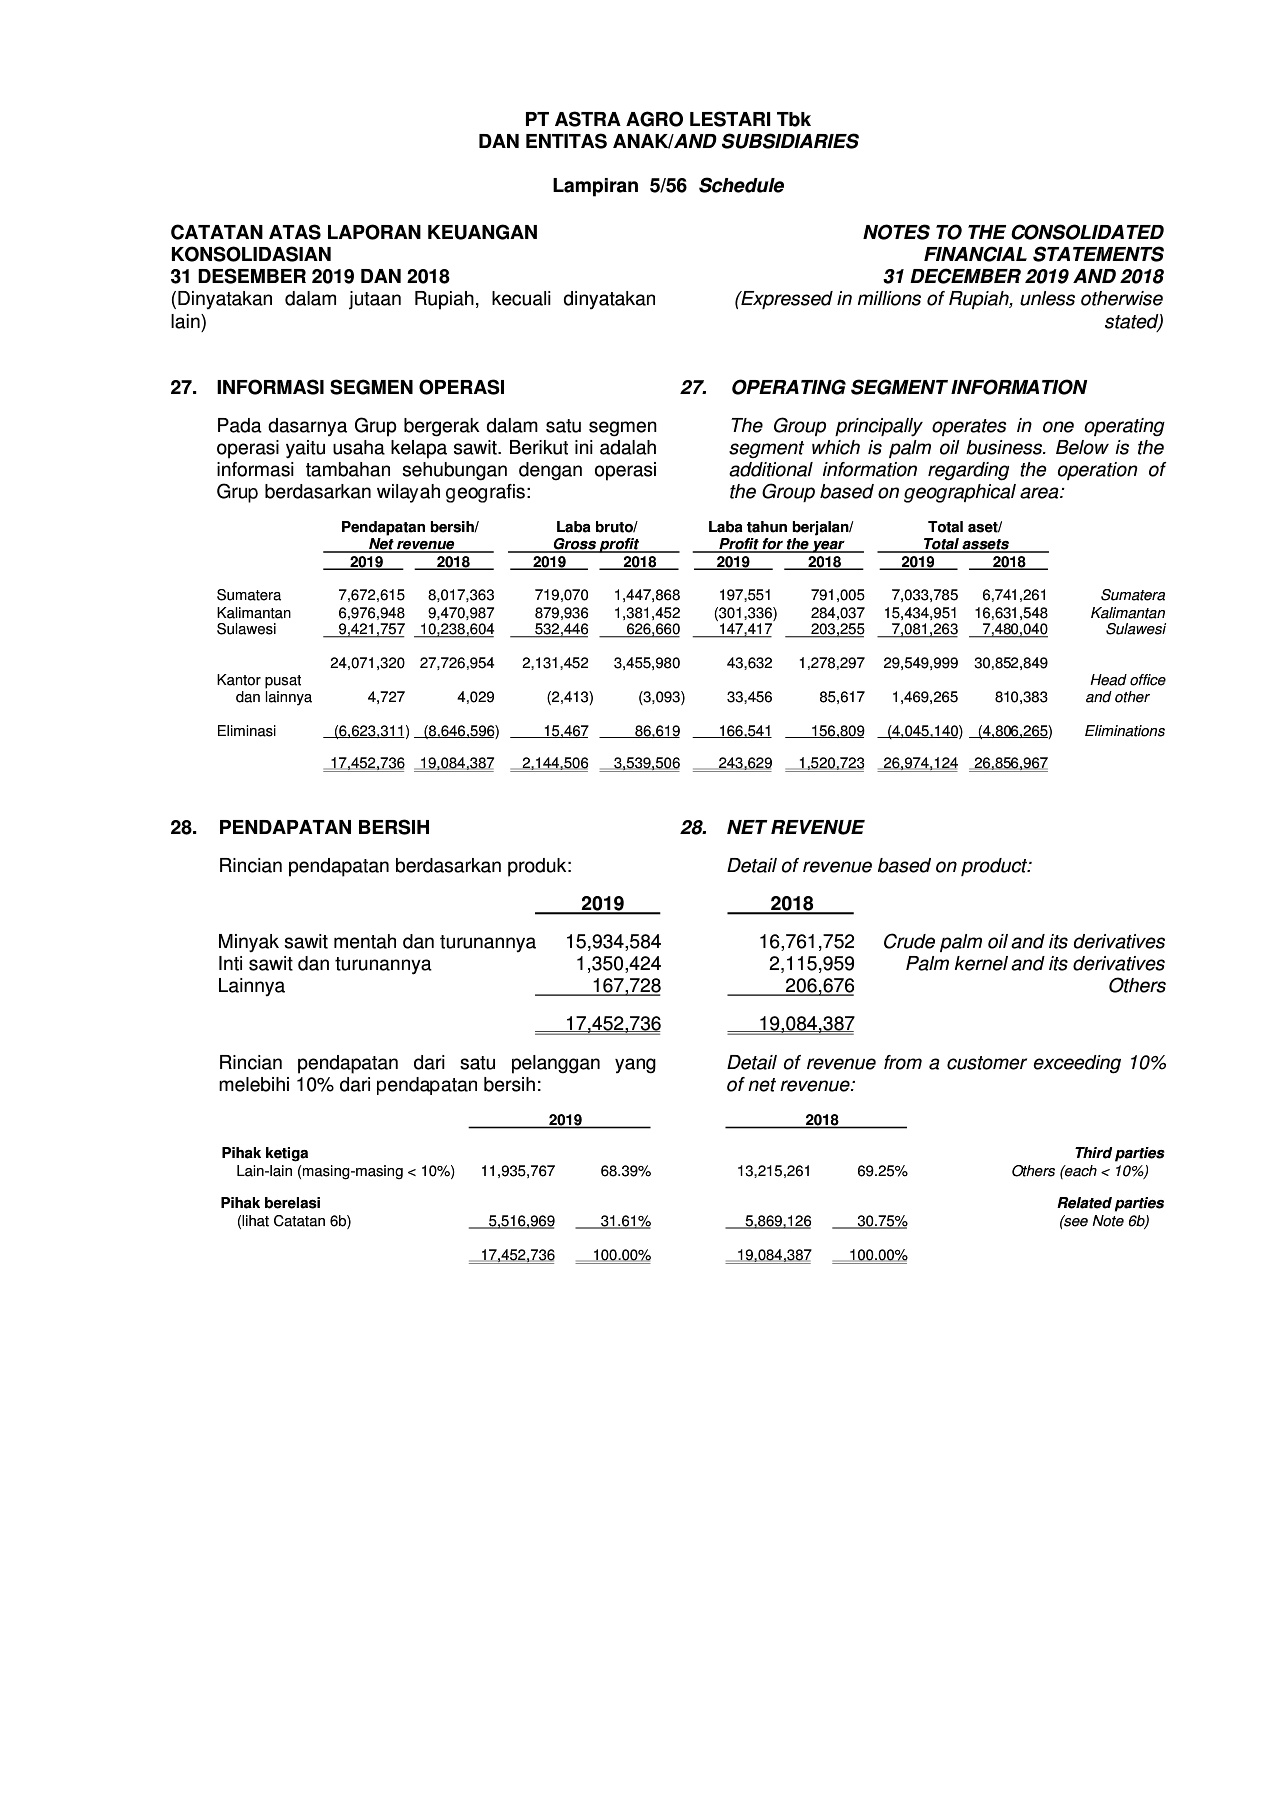 PT ASTRA AGRO LESTARI Tbk
DAN ENTITAS ANAK/AND SUBSIDIARIES
Lampiran 5/56 Schedule
CATATAN ATAS LAPORAN KEUANGAN
KONSOLIDASIAN
31 DESEMBER 2019 DAN 2018
(Dinyatakan dalam jutaan Rupiah, kecuali dinyatakan
lain)
NOTES TO THE CONSOLIDATED
FINANCIAL STATEMENTS
31 DECEMBER 2019 AND 2018
(Expressed in millions of Rupiah, unless otherwise
stated)
27. INFORMASI SEGMEN OPERASI
Pada dasarnya Grup bergerak dalam satu segmen
operasi yaitu usaha kelapa sawit. Berikut ini adalah
informasi tambahan sehubungan dengan operasi
Grup berdasarkan wilayah geografis:
27. OPERATING SEGMENT INFORMATION
The Group principally operates in one operating
segment which is palm oil business. Below is the
additional information regarding the operation of
the Group based on geographical area:
Pendapatan bersih/ Laba bruto/ Laba tahun berjalan/ Total aset/
Net revenue Gross profit Profit for the year Total assets
2019 2018 2019 2018 2019 2018 2019 2018
Sumatera 7,672,615 8,017,363 719,070 1,447,868 197,551 791,005 7,033,785 6,741,261 Sumatera
Kalimantan 6,976,948 9,470,987 879,936 1,381,452 (301,336) 284,037 15,434,951 16,631,548 Kalimantan
Sulawesi 9,421,757 10,238,604 532,446 626,660 147,417 203,255 7,081,263 7,480,040 Sulawesi
24,071,320 27,726,954 2,131,452 3,455,980 43,632 1,278,297 29,549,999 30,852,849
Kantor pusat Head office
dan lainnya 4,727 4,029 (2,413) (3,093) 33,456 85,617 1,469,265 810,383 and other
Eliminasi (6,623,311) (8,646,596) 15,467 86,619 166,541 156,809 (4,045,140) (4,806,265) Eliminations
17,452,736 19,084,387 2,144,506 3,539,506 243,629 1,520,723 26,974,124 26,856,967
28. PENDAPATAN BERSIH 28. NET REVENUE
Rincian pendapatan berdasarkan produk: Detail of revenue based on product:
2019 2018
Minyak sawit mentah dan turunannya 15,934,584 16,761,752 Crude palm oil and its derivatives
Inti sawit dan turunannya 1,350,424 2,115,959 Palm kernel and its derivatives
Lainnya 167,728 206,676 Others
17,452,736 19,084,387
Rincian pendapatan dari satu pelanggan yang
melebihi 10% dari pendapatan bersih:
Detail of revenue from a customer exceeding 10%
of net revenue:
2019 2018
Pihak ketiga Third parties
Lain-lain (masing-masing < 10%) 11,935,767 68.39% 13,215,261 69.25% Others (each < 10%)
Pihak berelasi Related parties
(lihat Catatan 6b) 5,516,969 31.61% 5,869,126 30.75% (see Note 6b)
17,452,736 100.00% 19,084,387 100.00%